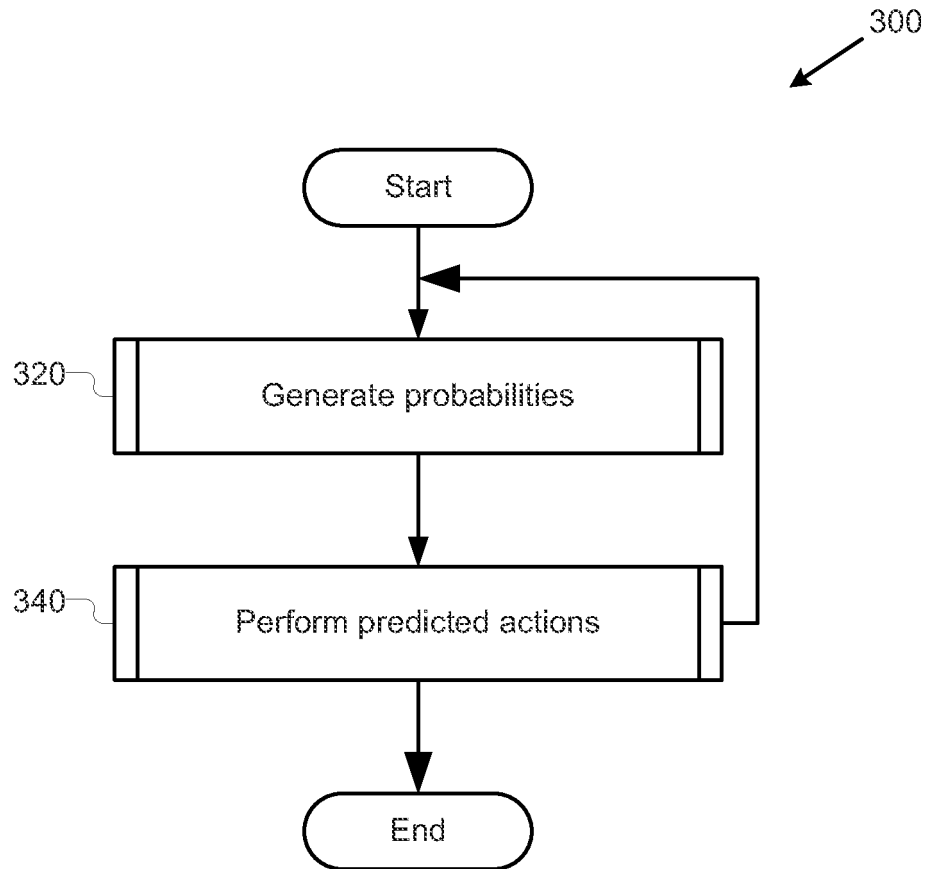 300
Start
320
Generate probabilities
340
Perform predicted actions
End